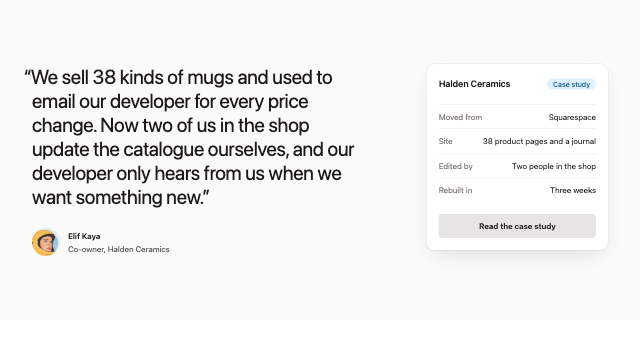 “We sell 38 kinds of mugs and used to
email our developer for every price
change. Now two of us in the shop
update the catalogue ourselves, and our
developer only hears from us when we
want something new.”
Elif Kaya
Co-owner, Halden Ceramics
Halden Ceramics
Case study
Moved from
Squarespace
Site
38 product pages and a journal
Edited by
Two people in the shop
Rebuilt in
Three weeks
Read the case study